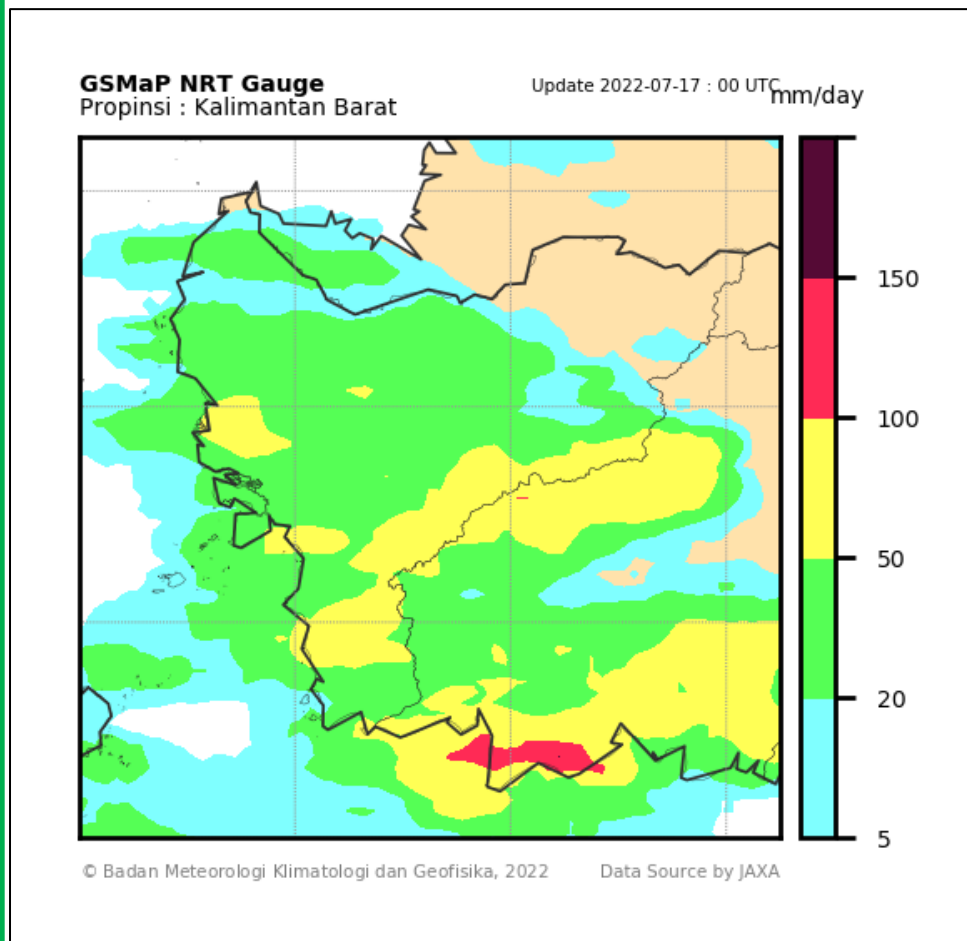 GSMaP NRT Gauge
Propinsi : Kalimantan Barat
Update 2022-07-17 : 00 UTC
mm/day
150
100
50
20
5
© Badan Meteorologi Klimatologi dan Geofisika, 2022
Data Source by JAXA